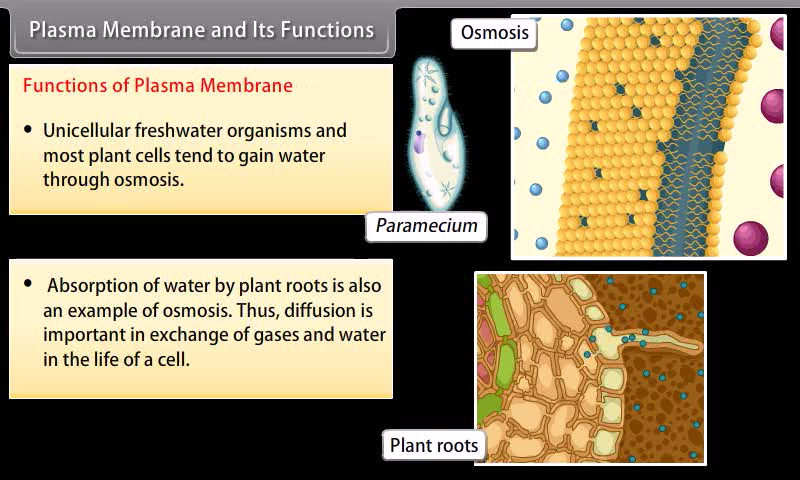 Plasma Membrane and Its Functions
Osmosis
Functions of Plasma Membrane
• Unicellular freshwater organisms and
most plant cells tend to gain water
through osmosis.
Paramecium
• Absorption of water by plant roots is also
an example of osmosis. Thus, diffusion is
important in exchange of gases and water
in the life of a cell.
Plant roots